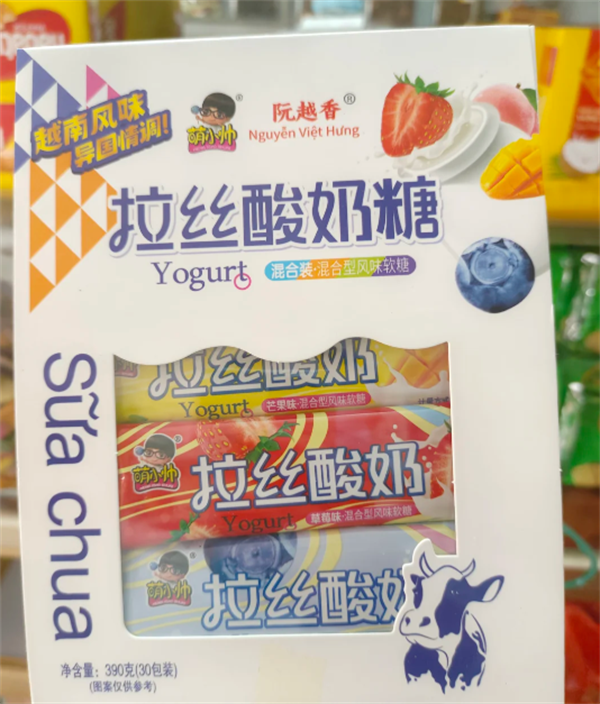 越南风味
异国情调!
萌小帅®
阮越香®
Nguyễn Việt Hưng
拉丝酸奶糖
Yogurt
混合装·混合型风味软糖
Sữa chua
拉丝酸奶
Yogurt
芒果味·混合型风味软糖
萌小帅
拉丝酸奶
Yogurt
草莓味·混合型风味软糖
萌小帅
拉丝酸奶
净含量：390克(30包装)
(图案仅供参考)